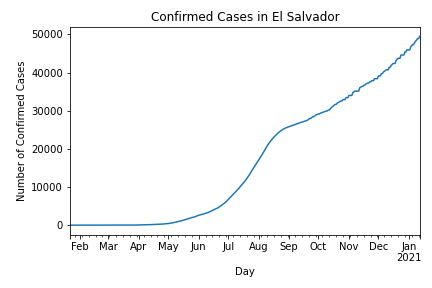 Confirmed Cases in El Salvador
50000
40000
30000
20000
10000
0
Number of Confirmed Cases
Feb Mar Apr May Jun Jul Aug Sep Oct Nov Dec Jan
2021
Day